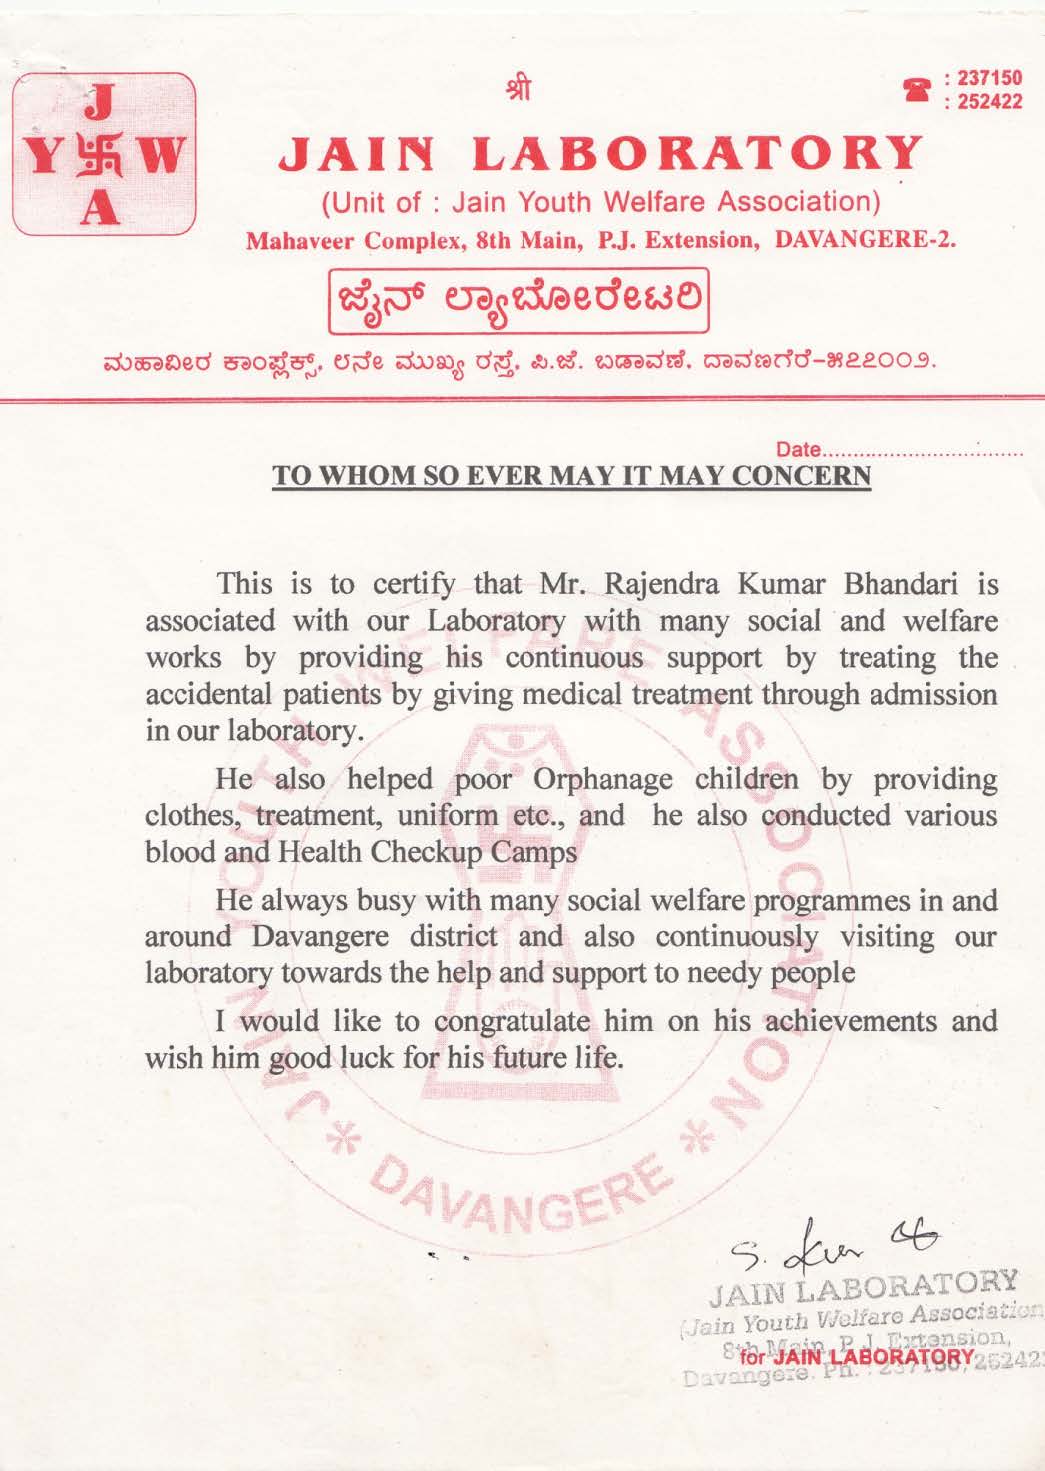 J
Y W
A
श्री
: 237150
: 252422
JAIN LABORATORY
(Unit of : Jain Youth Welfare Association)
Mahaveer Complex, 8th Main, P.J. Extension, DAVANGERE-2.
ಜೈನ್ ಲ್ಯಾಬೋರೇಟರಿ
ಮಹಾವೀರ ಕಾಂಪ್ಲೆಕ್ಸ್, ೮ನೇ ಮುಖ್ಯ ರಸ್ತೆ, ಪಿ.ಜೆ. ಬಡಾವಣೆ, ದಾವಣಗೆರೆ-೫೭೭೦೦೨.
Date................................
TO WHOM SO EVER MAY IT MAY CONCERN
This is to certify that Mr. Rajendra Kumar Bhandari is
associated with our Laboratory with many social and welfare
works by providing his continuous support by treating the
accidental patients by giving medical treatment through admission
in our laboratory.
He also helped poor Orphanage children by providing
clothes, treatment, uniform etc., and he also conducted various
blood and Health Checkup Camps
He always busy with many social welfare programmes in and
around Davangere district and also continuously visiting our
laboratory towards the help and support to needy people
I would like to congratulate him on his achievements and
wish him good luck for his future life.
JAIN YOUTH WELFARE ASSOCIATION
* DAVANGERE *
S.
JAIN LABORATORY
(Jain Youth Welfare Association
8th Main, P. J. Extension,
for JAIN LABORATORY
Davangere. Ph. : 237150, 25242